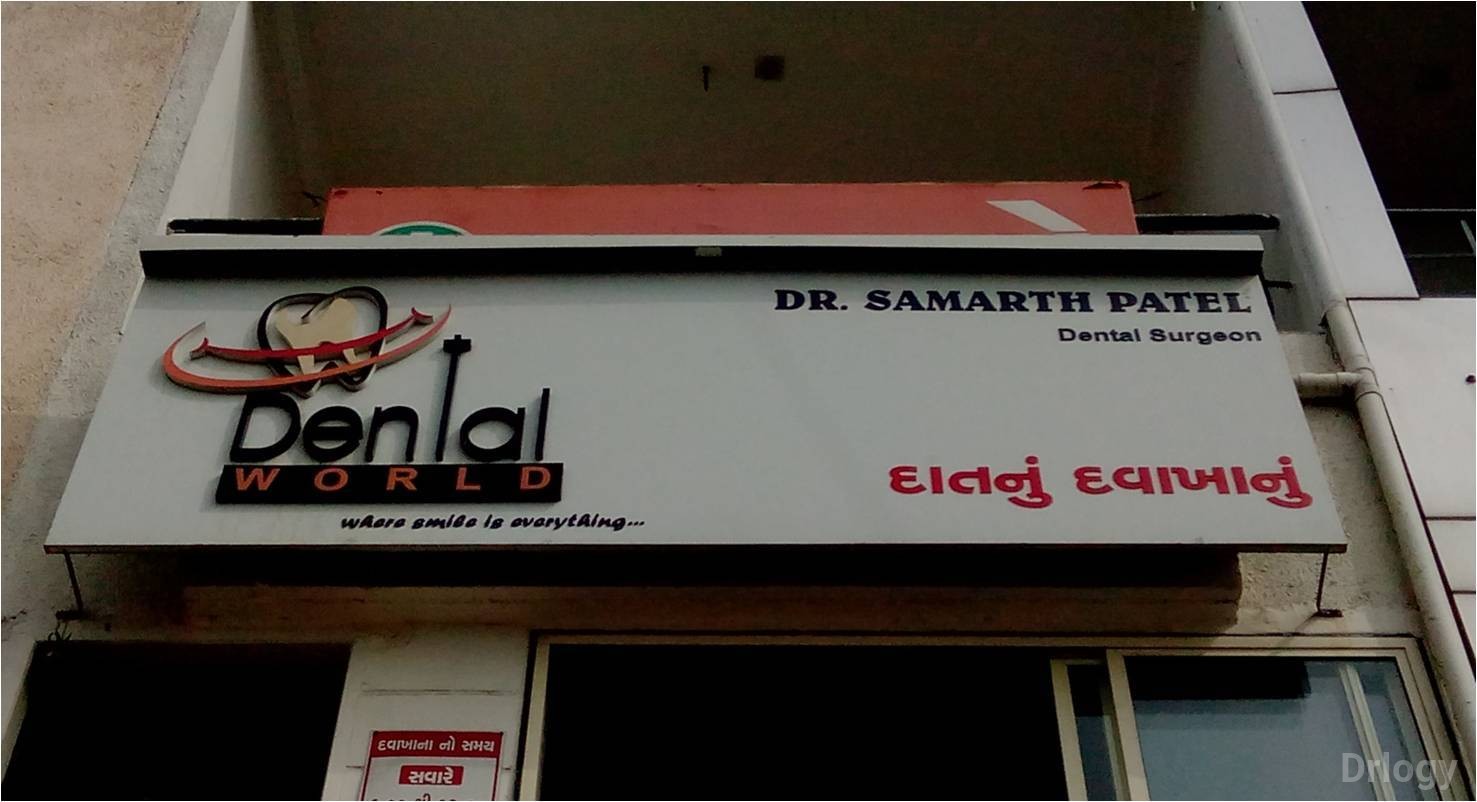 DR. SAMARTH PATEL
Dental Surgeon
Dental
WORLD
where smile is everything...
દાતનું દવાખાનું
દવાખાના નો સમય
સવારે
Drlogy